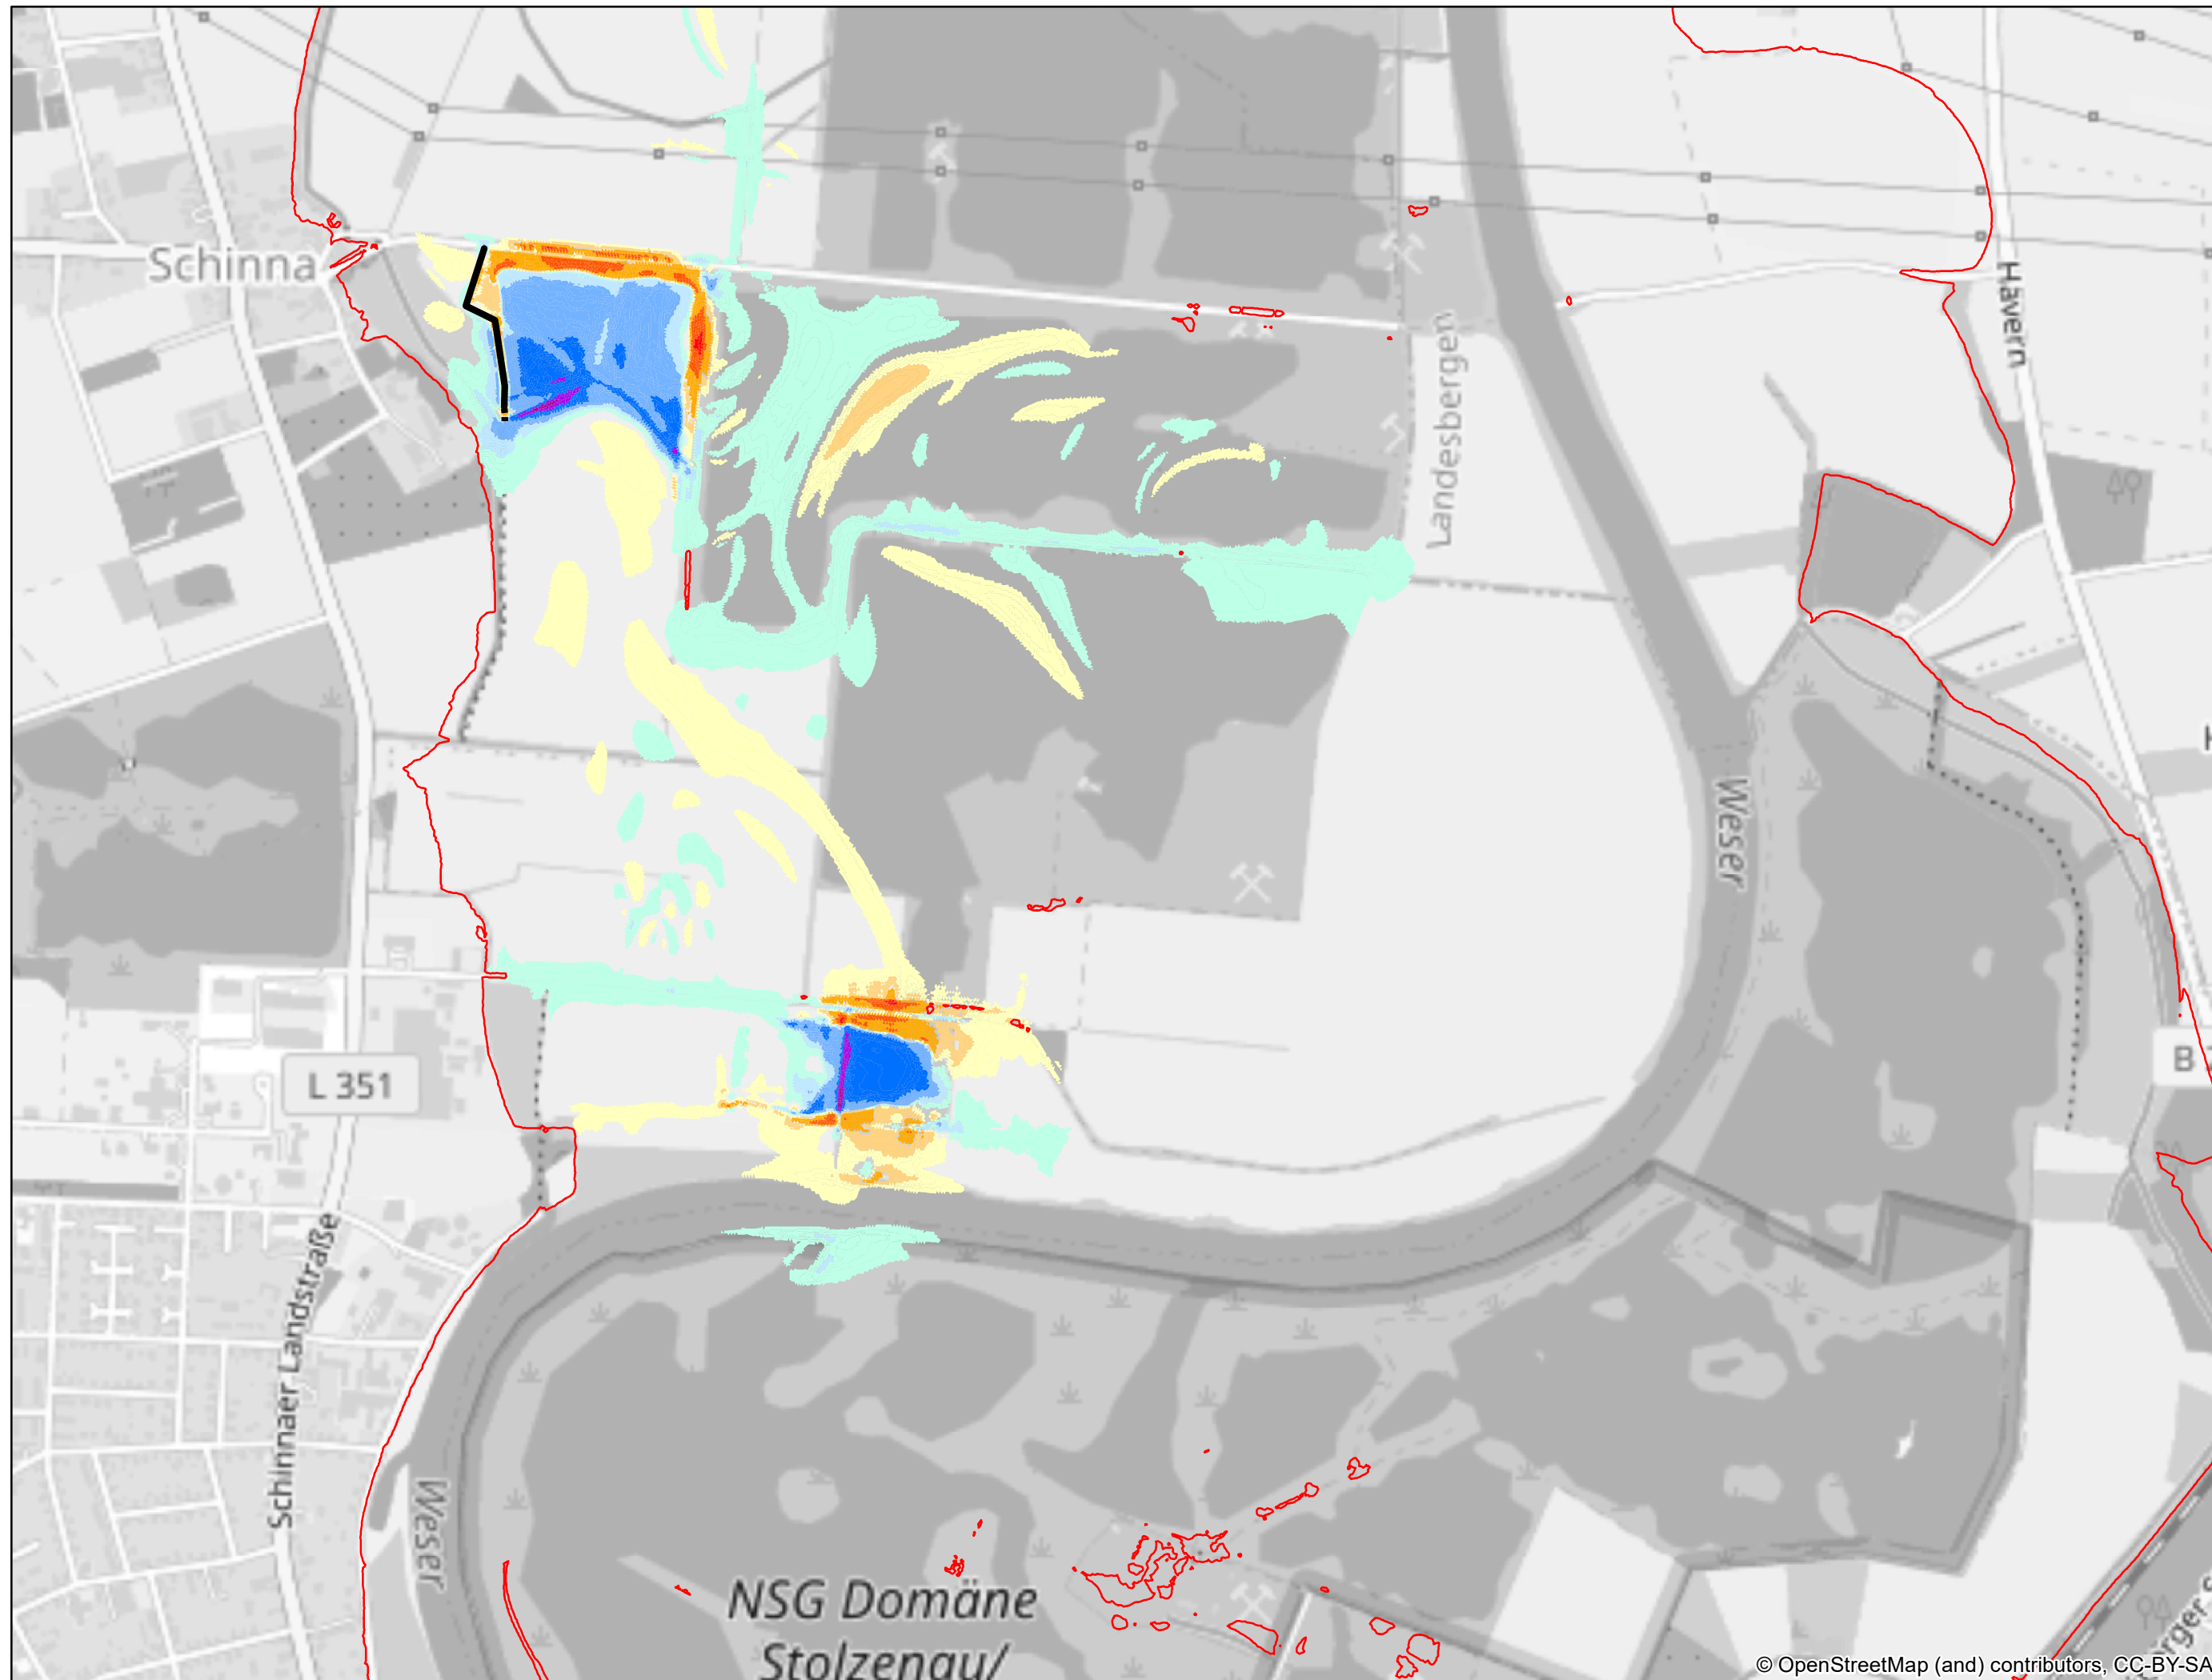 Schinna
Landesbergen
Hävern
Weser
L 351
B
Schinnaer Landstraße
Weser
NSG Domäne
Stolzenau/
© OpenStreetMap (and) contributors, CC-BY-SA